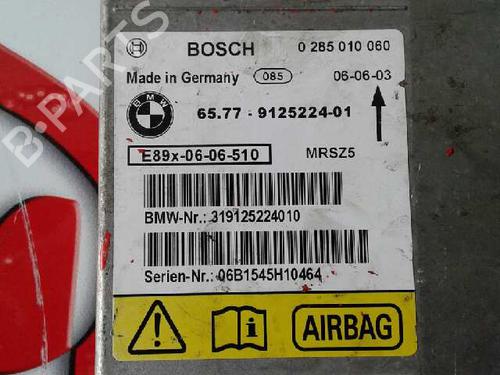 BOSCH 0 285 010 060
Made in Germany 085 06-06-03
BMW
65.77 - 9125224-01
E89x-06-06-510 MRSZ5
BMW-Nr.: 319125224010
Serien-Nr.: 06B1545H10464
AIRBAG
B-PARTS